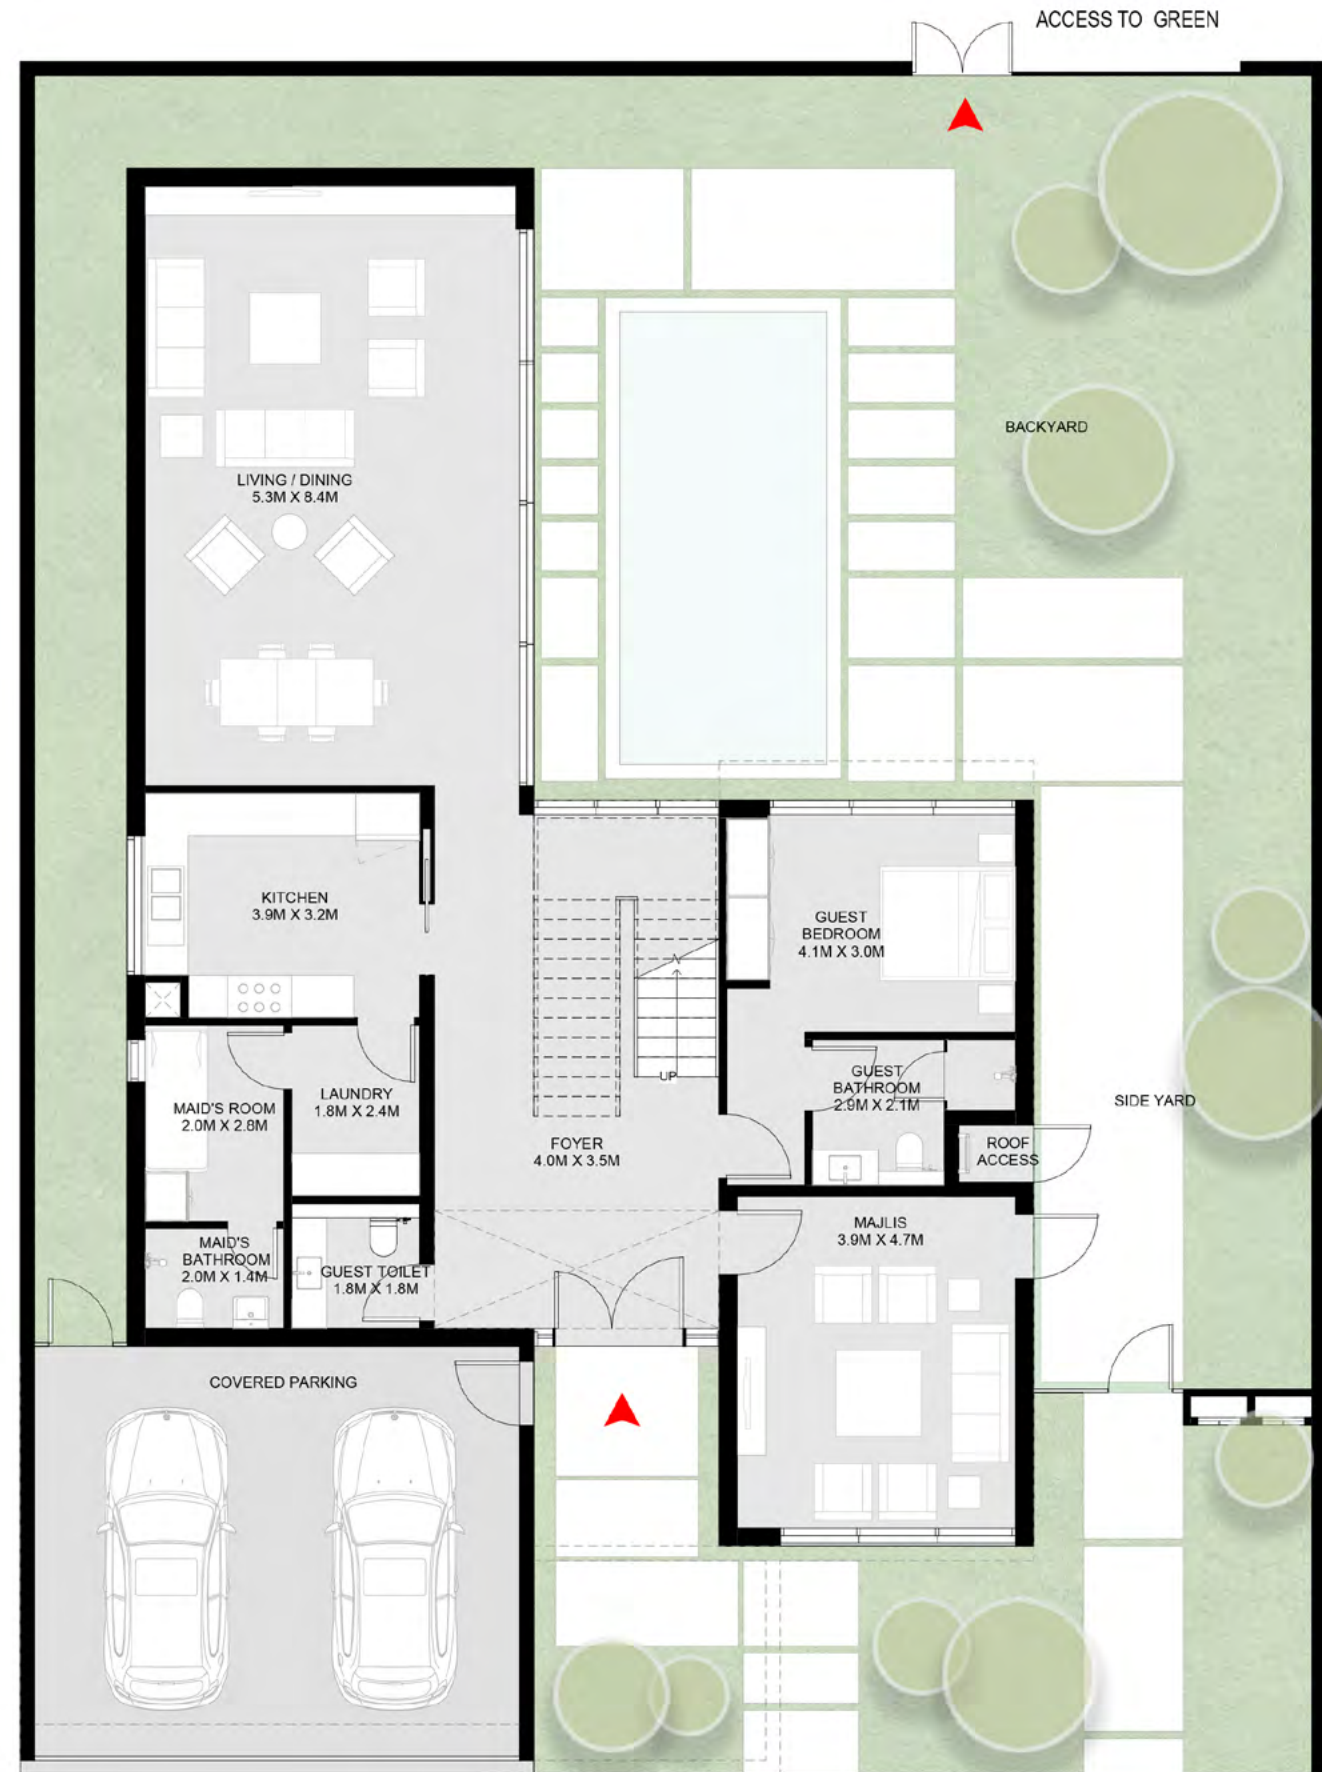 ACCESS TO GREEN
BACKYARD
LIVING / DINING
5.3M X 8.4M
KITCHEN
3.9M X 3.2M
GUEST
BEDROOM
4.1M X 3.0M
UP
GUEST
BATHROOM
2.9M X 2.1M
LAUNDRY
1.8M X 2.4M
MAID'S ROOM
2.0M X 2.8M
SIDE YARD
FOYER
4.0M X 3.5M
ROOF
ACCESS
MAJLIS
3.9M X 4.7M
MAID'S
BATHROOM
2.0M X 1.4M
GUEST TOILET
1.8M X 1.8M
COVERED PARKING